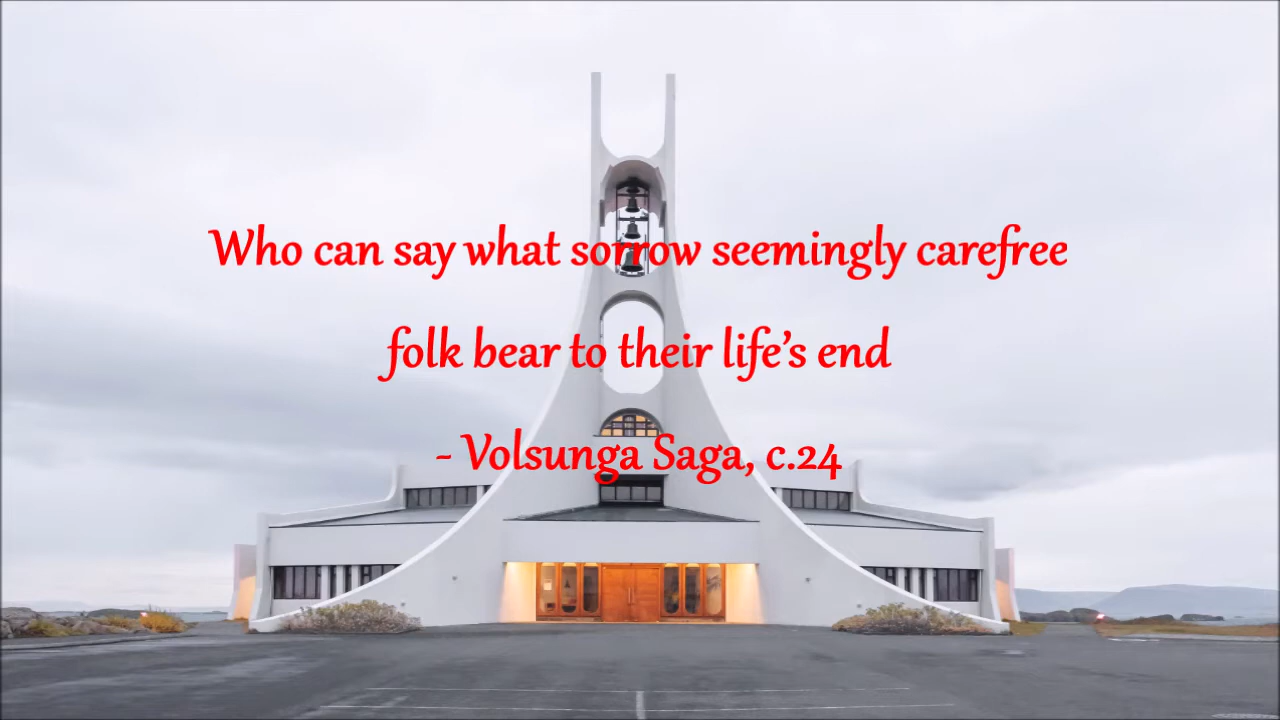 Who can say what sorrow seemingly carefree
folk bear to their life’s end
- Volsunga Saga, c.24